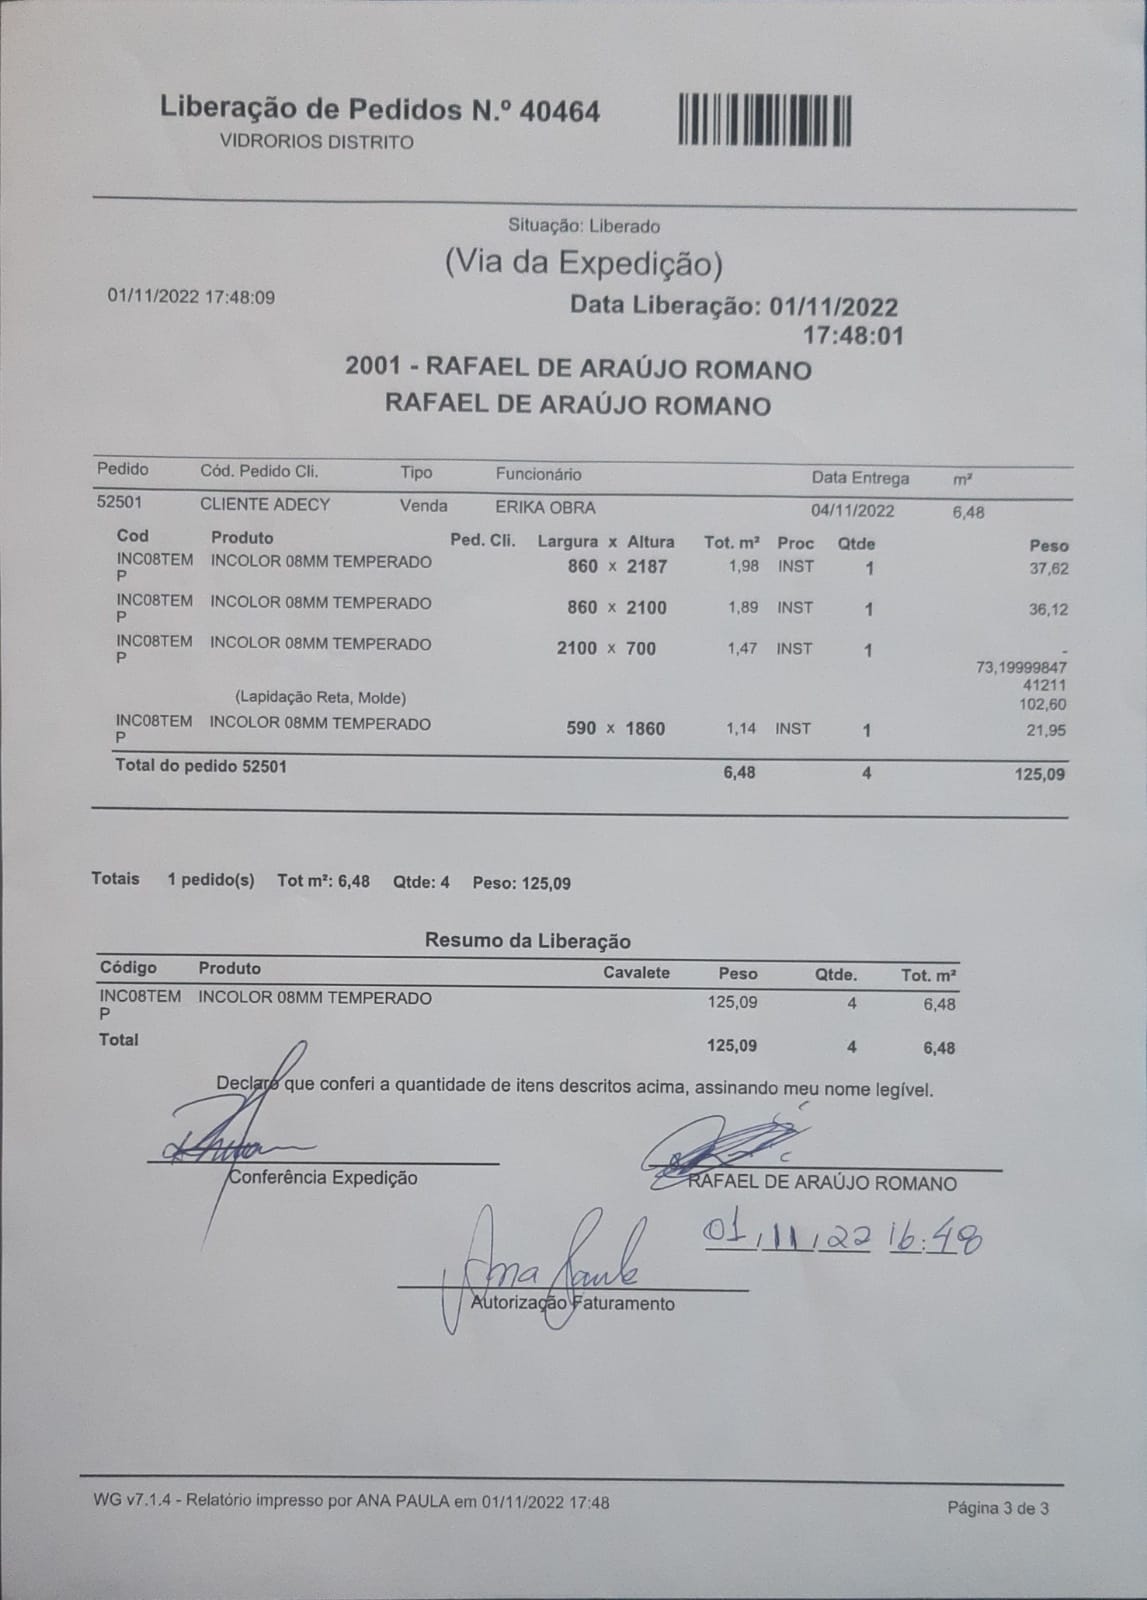 Liberação de Pedidos N.º 40464
VIDRORIOS DISTRITO
Situação: Liberado
(Via da Expedição)
01/11/2022 17:48:09
Data Liberação: 01/11/2022
17:48:01
2001 - RAFAEL DE ARAÚJO ROMANO
RAFAEL DE ARAÚJO ROMANO
Pedido Cód. Pedido Cli. Tipo Funcionário Data Entrega m²
52501 CLIENTE ADECY Venda ERIKA OBRA 04/11/2022 6,48
Cod Produto Ped. Cli. Largura x Altura Tot. m² Proc Qtde Peso
INC08TEM INCOLOR 08MM TEMPERADO 860 x 2187 1,98 INST 1 37,62
P
INC08TEM INCOLOR 08MM TEMPERADO 860 x 2100 1,89 INST 1 36,12
P
INC08TEM INCOLOR 08MM TEMPERADO 2100 x 700 1,47 INST 1 -
P 73,19999847
41211
(Lapidação Reta, Molde) 102,60
INC08TEM INCOLOR 08MM TEMPERADO 590 x 1860 1,14 INST 1 21,95
P
Total do pedido 52501 6,48 4 125,09
Totais 1 pedido(s) Tot m²: 6,48 Qtde: 4 Peso: 125,09
Resumo da Liberação
Código Produto Cavalete Peso Qtde. Tot. m²
INC08TEM INCOLOR 08MM TEMPERADO 125,09 4 6,48
P
Total 125,09 4 6,48
Declaro que conferi a quantidade de itens descritos acima, assinando meu nome legível.
Conferência Expedição
RAFAEL DE ARAÚJO ROMANO
01/11/22 16:48
Ana Paula
Autorização Faturamento
WG v7.1.4 - Relatório impresso por ANA PAULA em 01/11/2022 17:48
Página 3 de 3